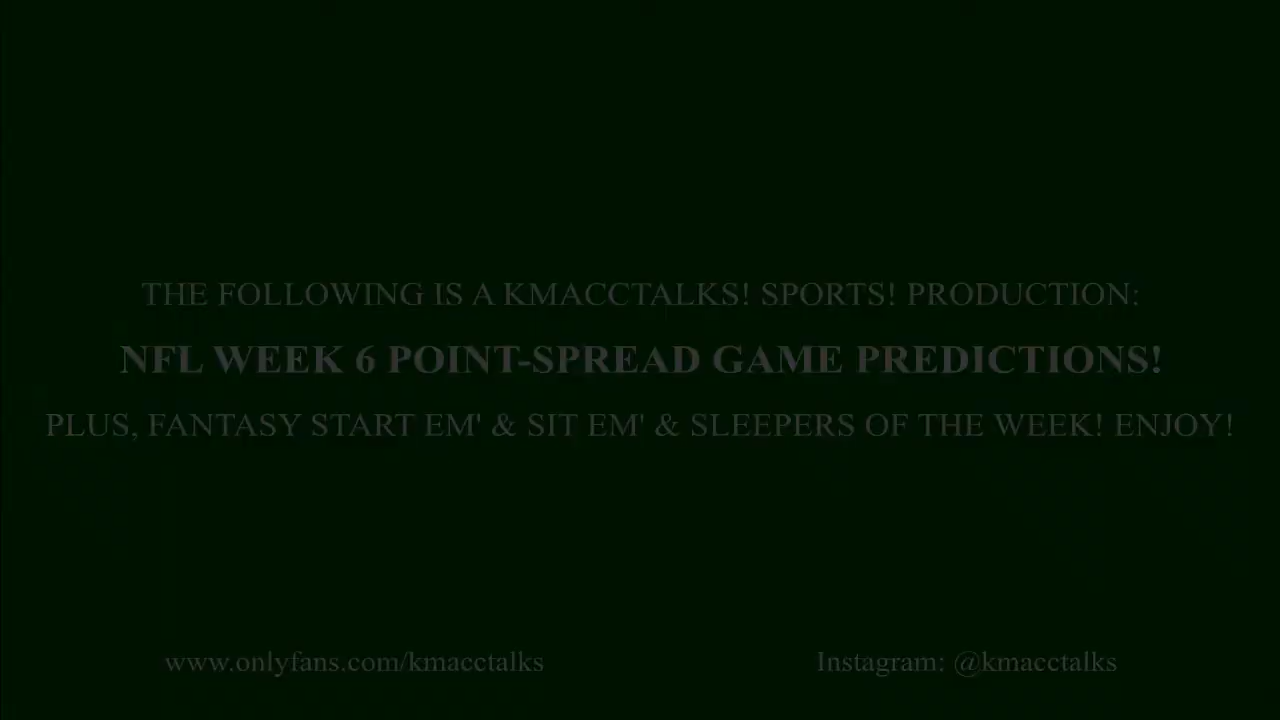 THE FOLLOWING IS A KMACCTALKS! SPORTS! PRODUCTION:
NFL WEEK 6 POINT-SPREAD GAME PREDICTIONS!
PLUS, FANTASY START EM' & SIT EM' & SLEEPERS OF THE WEEK! ENJOY!
www.onlyfans.com/kmacctalks Instagram: @kmacctalks